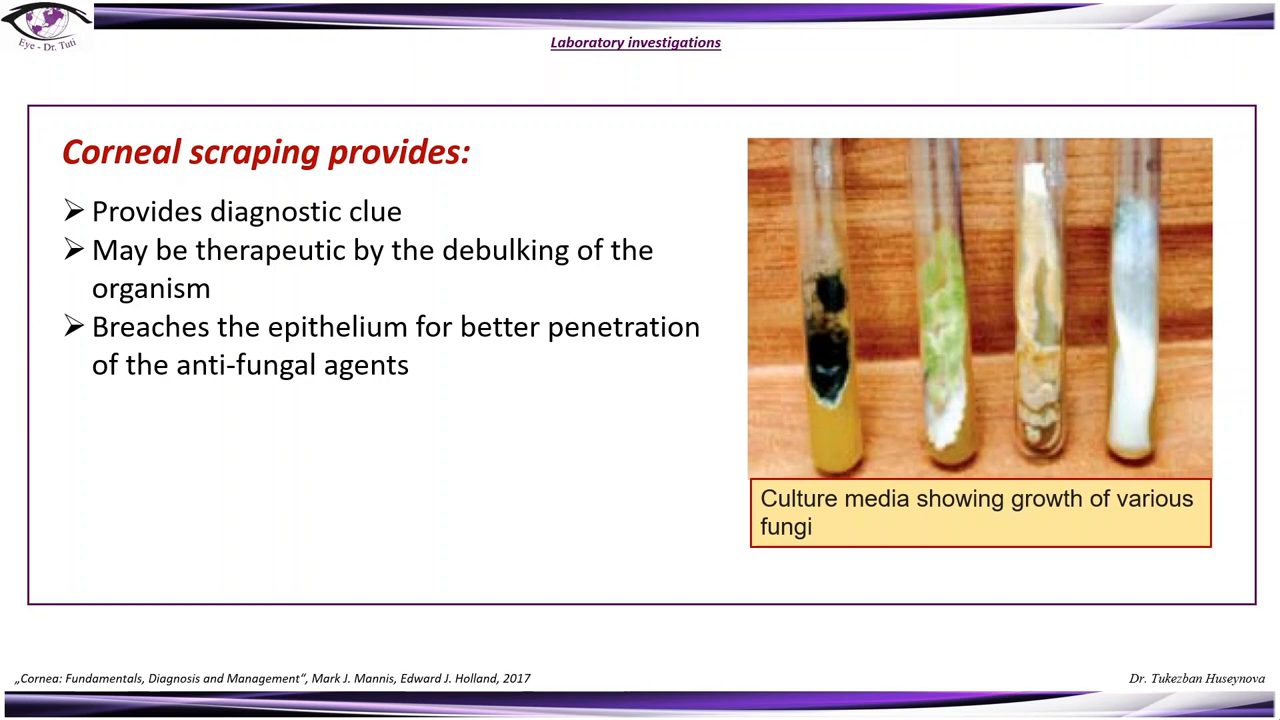 Eye - Dr. Tuti
Laboratory investigations
Corneal scraping provides:
➢ Provides diagnostic clue
➢ May be therapeutic by the debulking of the
organism
➢ Breaches the epithelium for better penetration
of the anti-fungal agents
Culture media showing growth of various
fungi
„Cornea: Fundamentals, Diagnosis and Management“, Mark J. Mannis, Edward J. Holland, 2017
Dr. Tukezban Huseynova